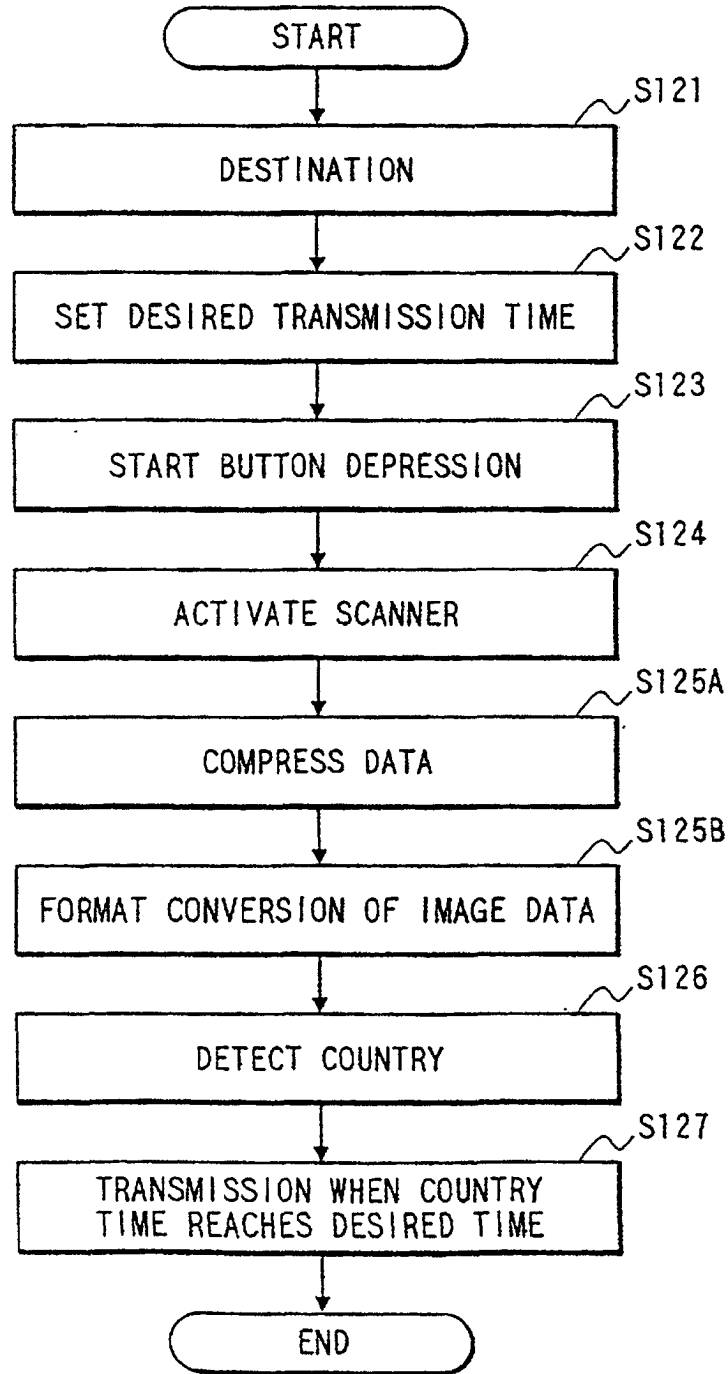 START
S121
DESTINATION
S122
SET DESIRED TRANSMISSION TIME
S123
START BUTTON DEPRESSION
S124
ACTIVATE SCANNER
S125A
COMPRESS DATA
S125B
FORMAT CONVERSION OF IMAGE DATA
S126
DETECT COUNTRY
S127
TRANSMISSION WHEN COUNTRY
TIME REACHES DESIRED TIME
END